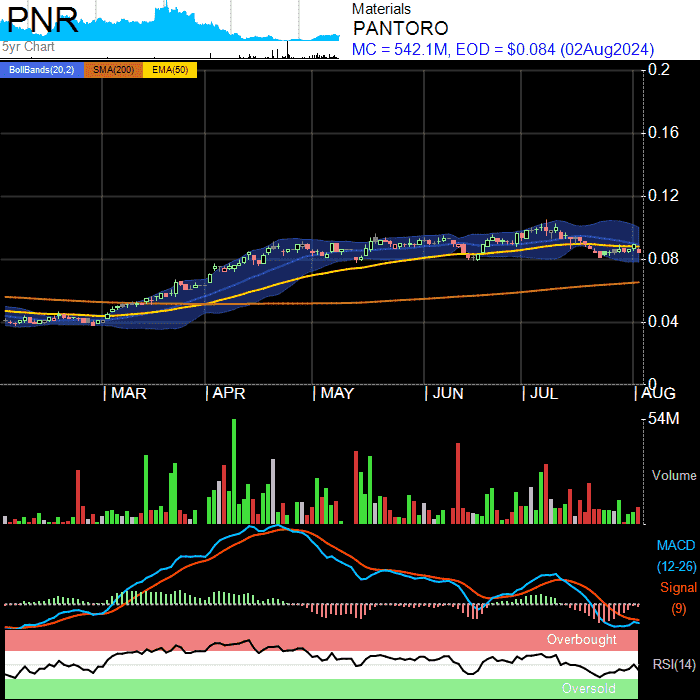 PNR
5yr Chart
Materials
PANTORO
MC = 542.1M, EOD = $0.084 (02Aug2024)
BollBands(20,2) SMA(200) EMA(50)
0.2
0.16
0.12
0.08
0.04
0
MAR APR MAY JUN JUL AUG
54M
Volume
MACD
(12-26)
Signal
(9)
Overbought
RSI(14)
Oversold